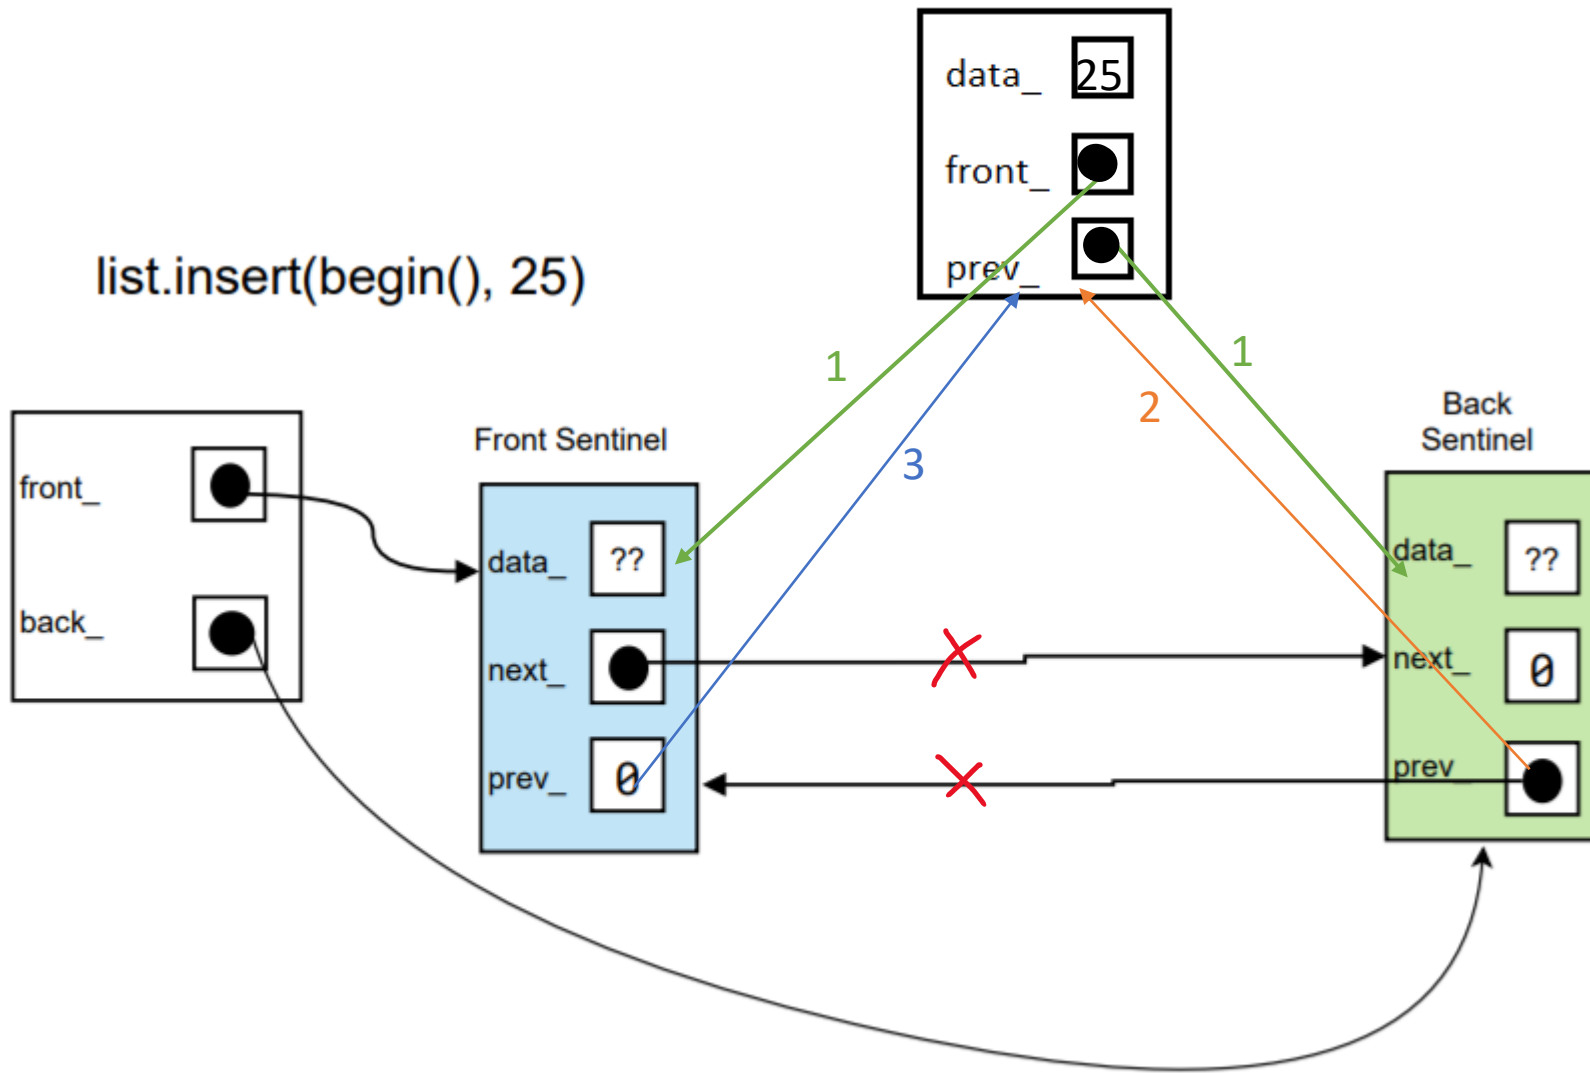 data_ 25
front_
prev_
list.insert(begin(), 25)
1
1
2
3
Back
Sentinel
Front Sentinel
front_
back_
data_ ??
next_
prev_ 0
data_ ??
next_ 0
prev_